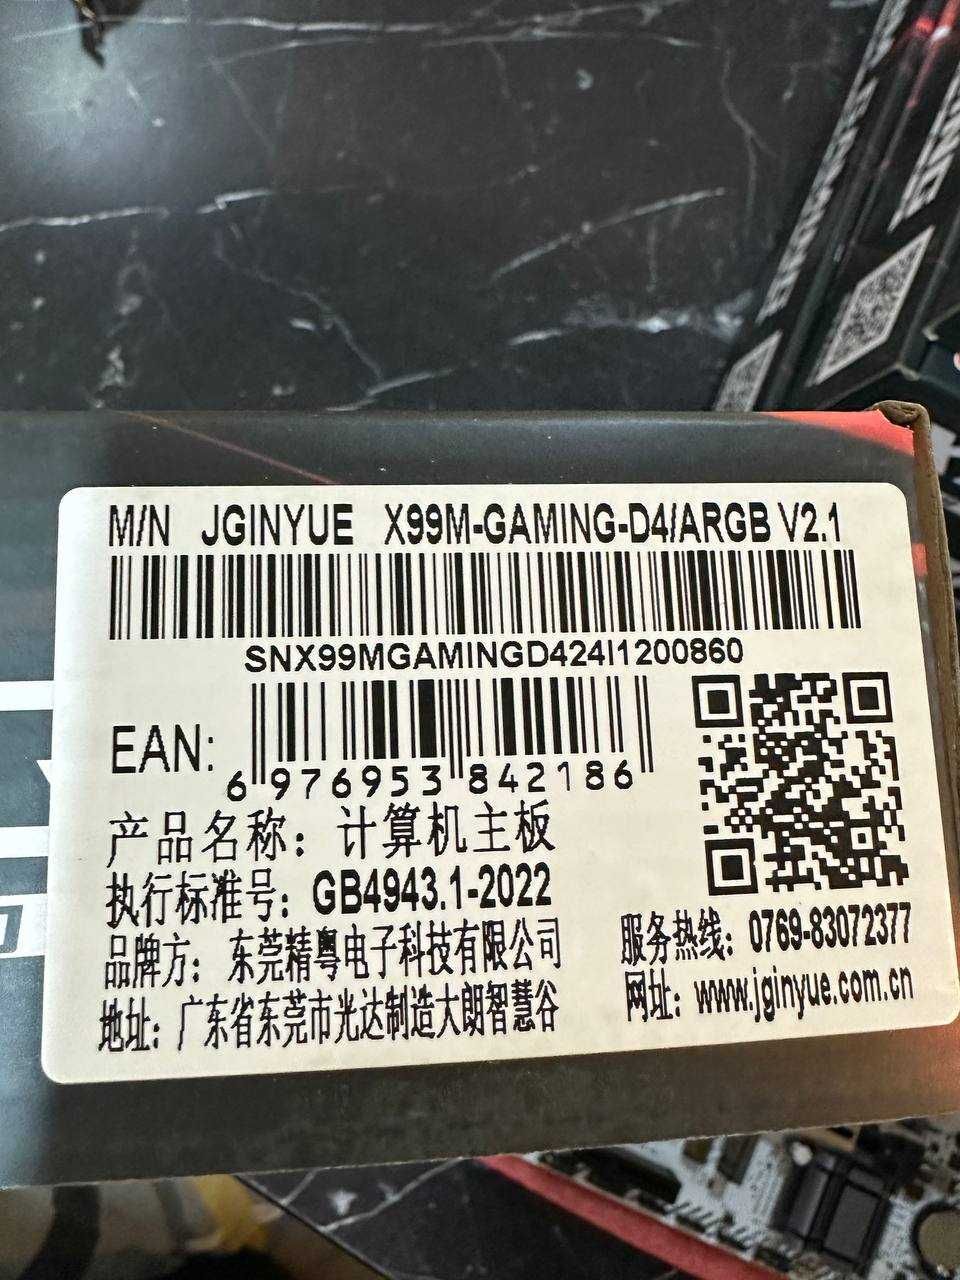 M/N JGINYUE X99M-GAMING-D4/ARGB V2.1
SNX99MGAMINGD424I1200860
EAN:
6 976953 842186
产品名称：计算机主板
执行标准号：GB4943.1-2022
品牌方：东莞精粤电子科技有限公司
地址：广东省东莞市光达制造大朗智慧谷
服务热线：0769-83072377
网址：www.jginyue.com.cn